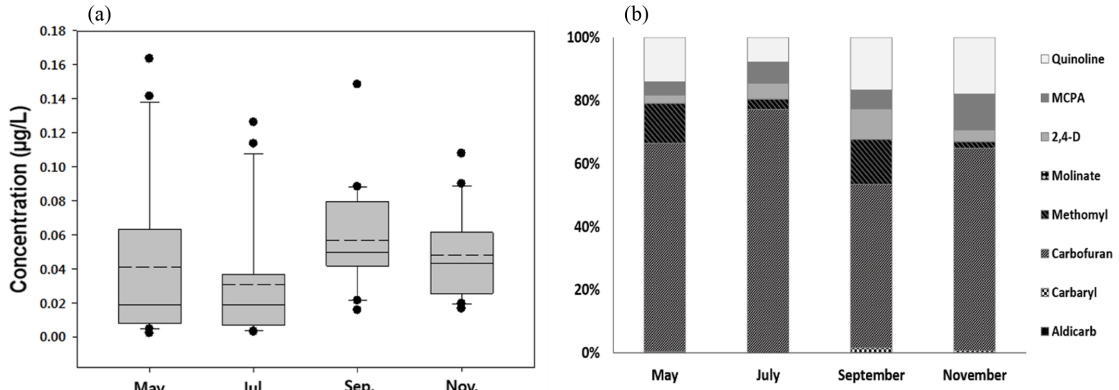 (a)
(b)
Concentration (µg/L)
0.18
0.16
0.14
0.12
0.10
0.08
0.06
0.04
0.02
0.00
May
Jul
Sep.
Nov.
100%
80%
60%
40%
20%
0%
May
July
September
November
Quinoline
MCPA
2,4-D
Molinate
Methomyl
Carbofuran
Carbaryl
Aldicarb